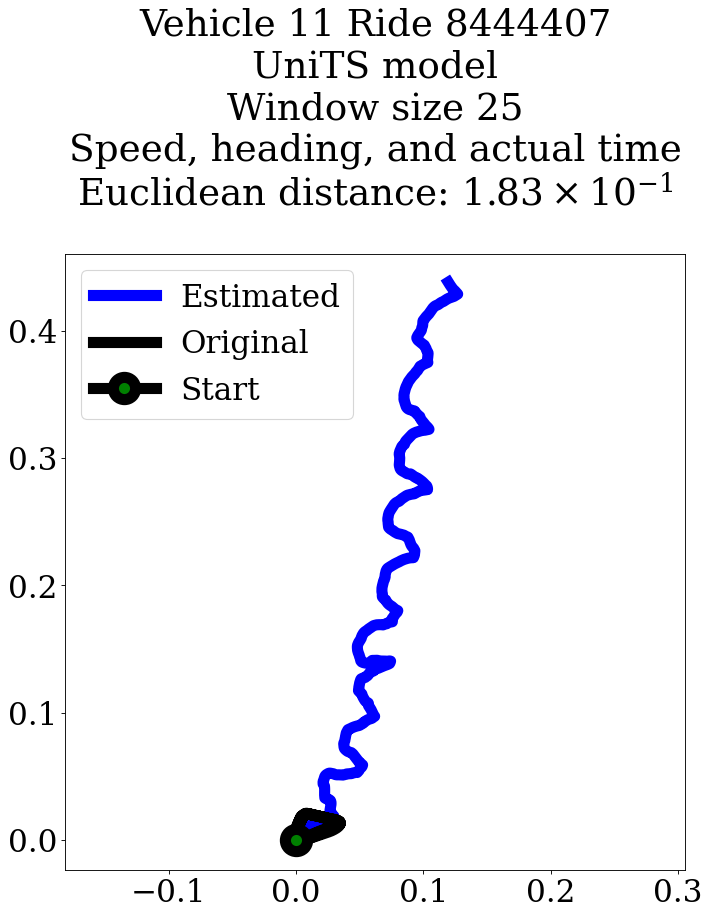 Vehicle 11 Ride 8444407
UniTS model
Window size 25
Speed, heading, and actual time
Euclidean distance: 1.83 × 10⁻¹
Estimated
Original
Start
0.4
0.3
0.2
0.1
0.0
−0.1 0.0 0.1 0.2 0.3